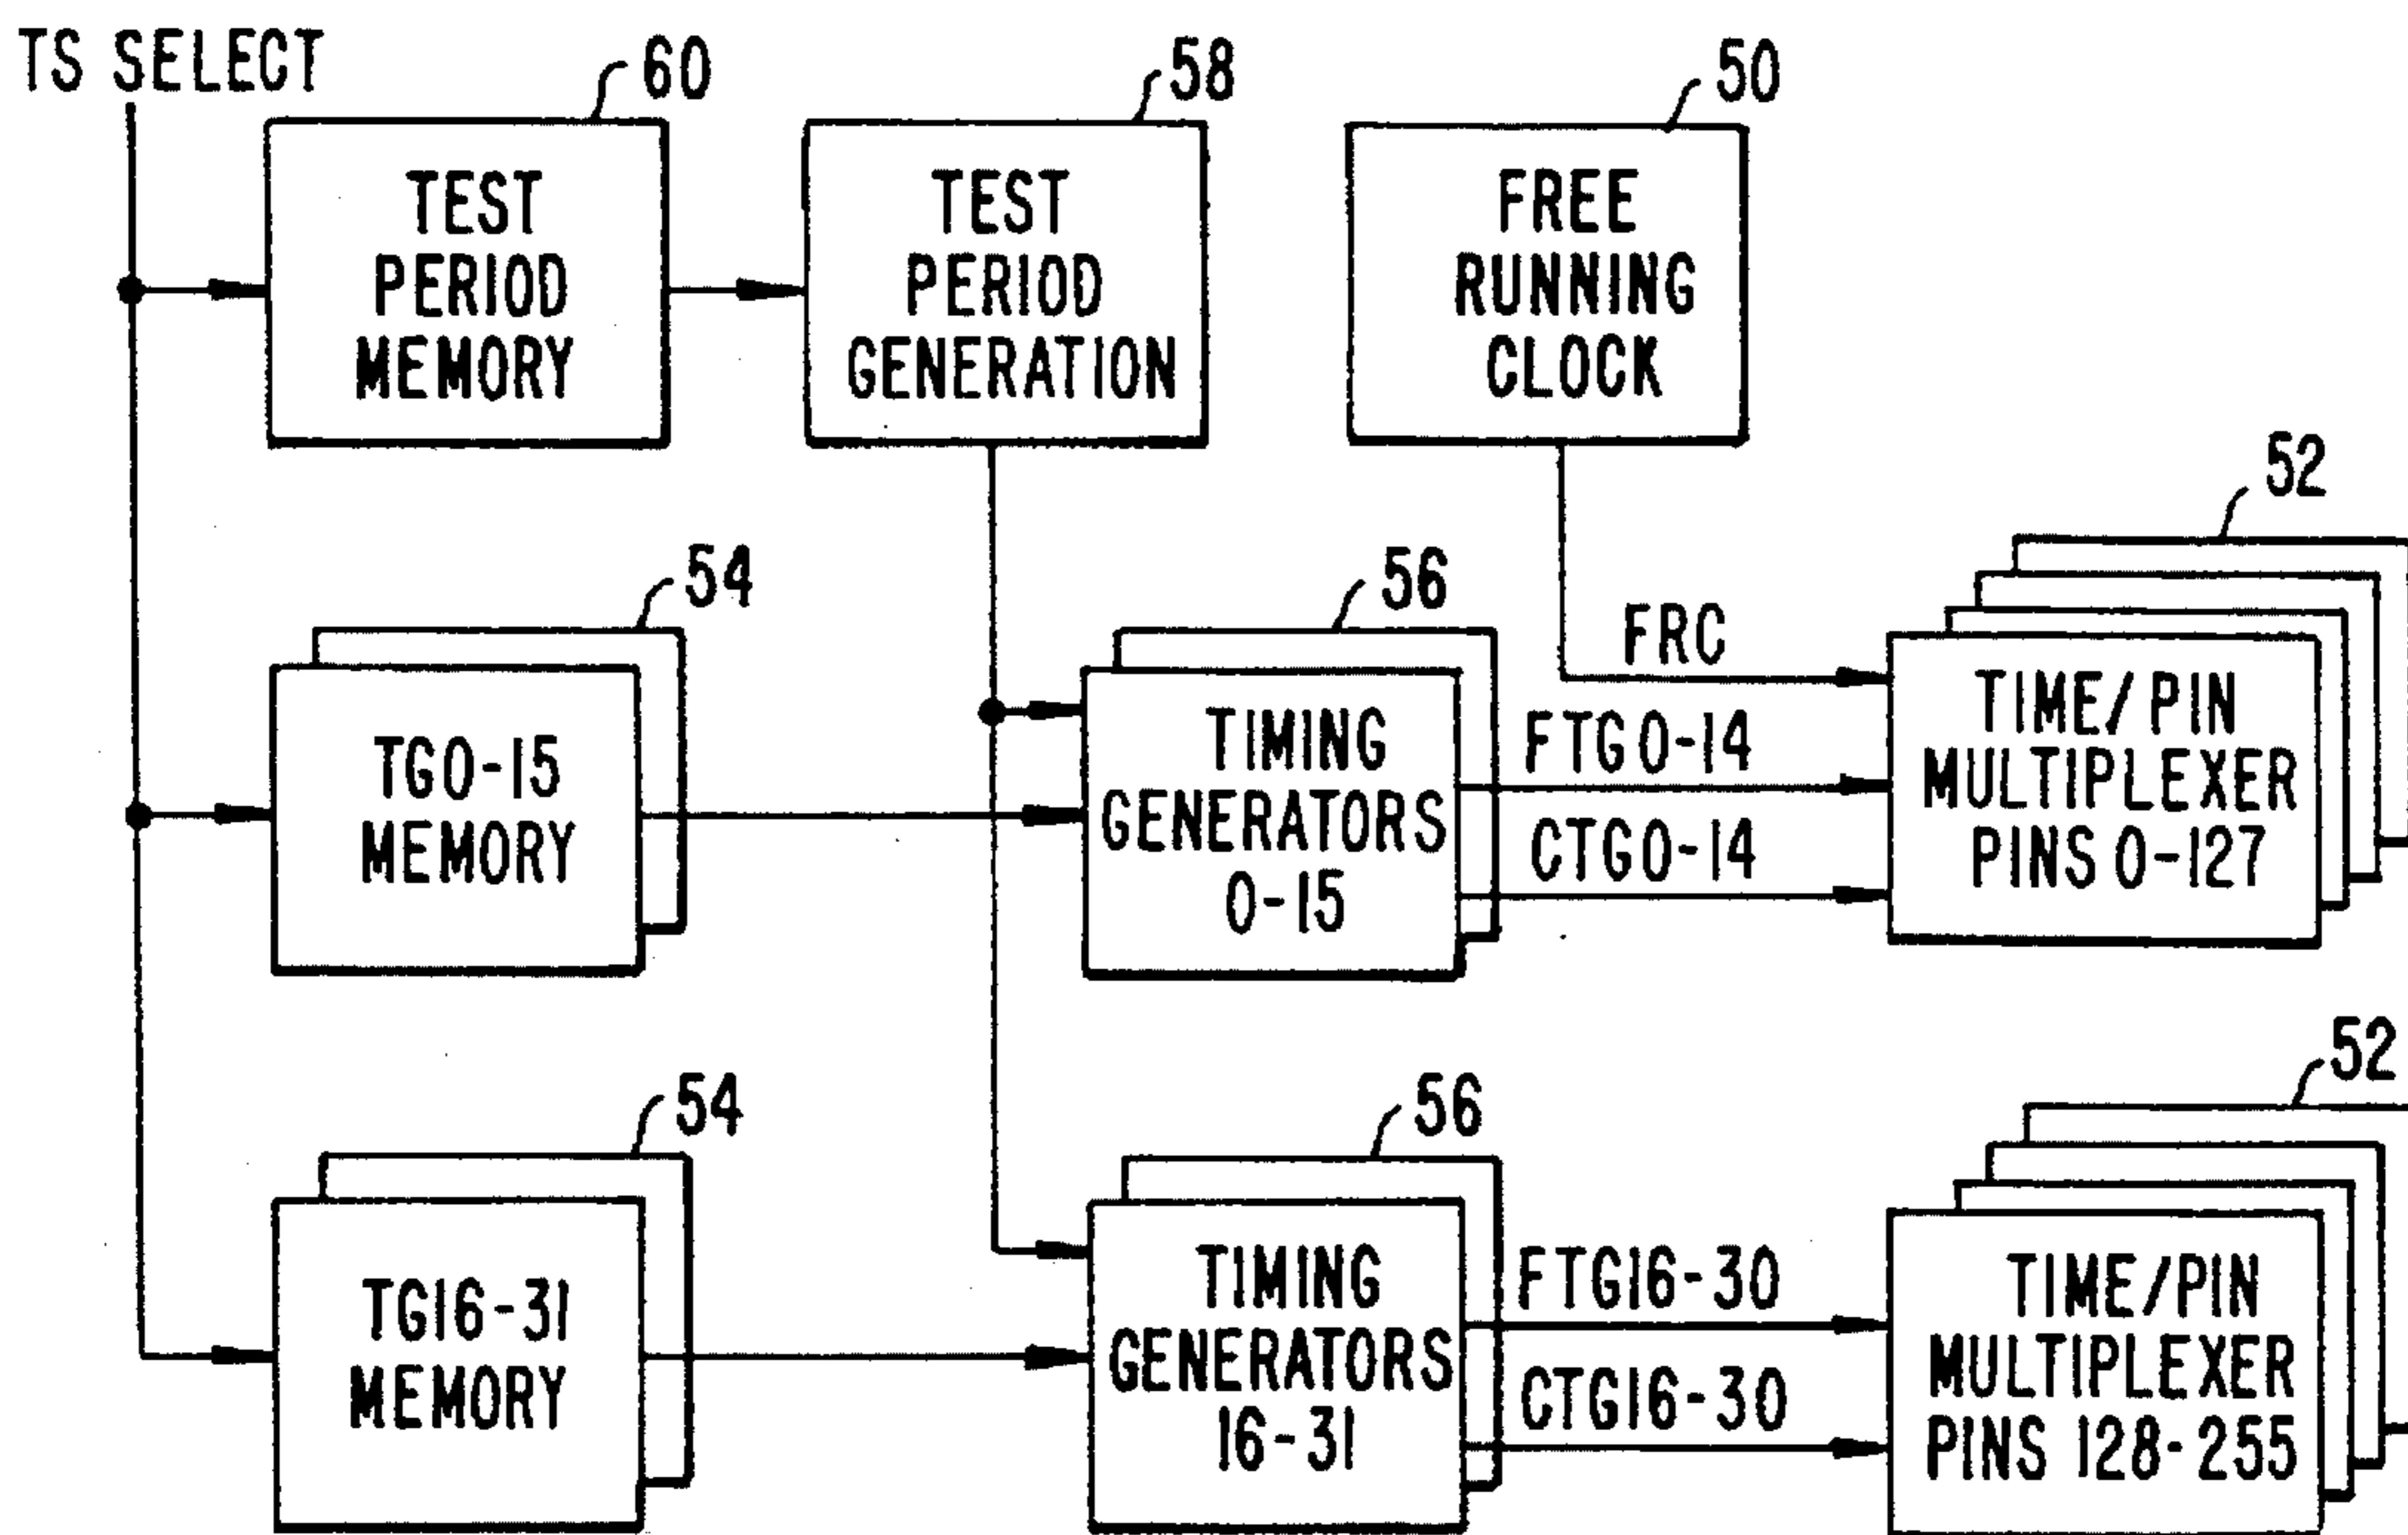 TS SELECT
60
58
50
TEST
PERIOD
MEMORY
TEST
PERIOD
GENERATION
FREE
RUNNING
CLOCK
52
54
56
FRC
TG0-15
MEMORY
TIMING
GENERATORS
0-15
FTG0-14
CTG0-14
TIME/PIN
MULTIPLEXER
PINS 0-127
54
56
52
TG16-31
MEMORY
TIMING
GENERATORS
16-31
FTG16-30
CTG16-30
TIME/PIN
MULTIPLEXER
PINS 128-255